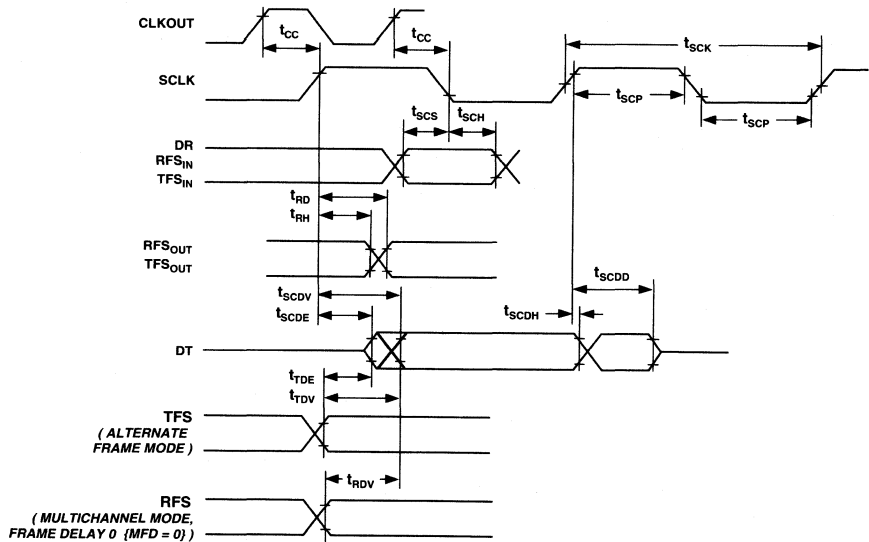 CLKOUT
tCC
tCC
tSCK
SCLK
tSCP
tSCP
tSCS
tSCH
DR
RFSIN
TFSIN
tRD
tRH
RFSOUT
TFSOUT
tSCDD
tSCDV
tSCDH
tSCDE
DT
tTDE
tTDV
TFS
( ALTERNATE
FRAME MODE )
tRDV
RFS
( MULTICHANNEL MODE,
FRAME DELAY 0 {MFD = 0} )